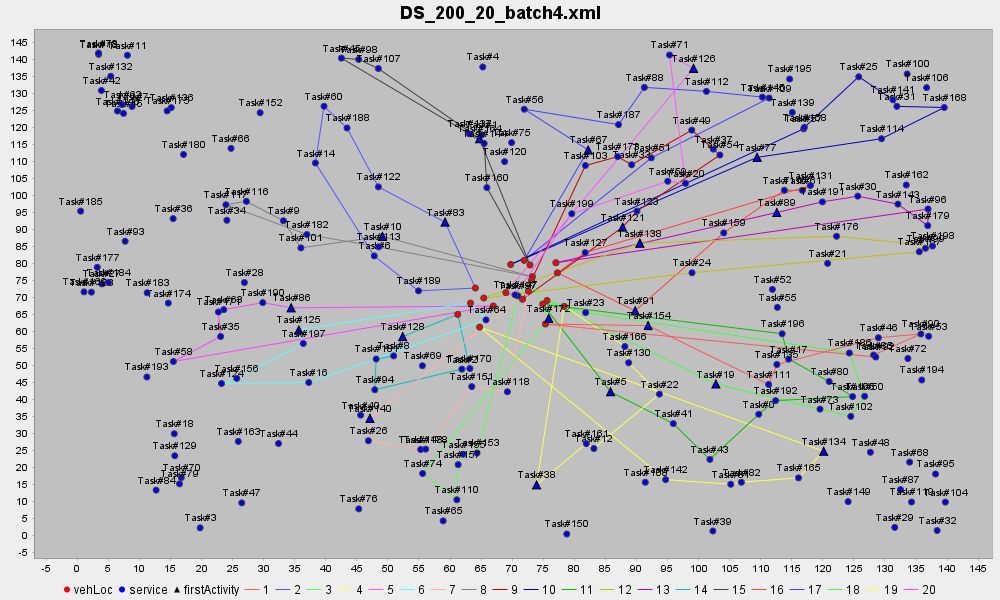 DS_200_20_batch4.xml
145
140
135
130
125
120
115
110
105
100
95
90
85
80
75
70
65
60
55
50
45
40
35
30
25
20
15
10
5
0
-5
Task#11
Task#98
Task#107
Task#4
Task#71
Task#126
Task#132
Task#42
Task#88
Task#112
Task#195
Task#25
Task#100
Task#106
Task#141
Task#31
Task#168
Task#152
Task#60
Task#188
Task#56
Task#187
Task#139
Task#114
Task#66
Task#180
Task#14
Task#75
Task#120
Task#67
Task#103
Task#49
Task#37
Task#54
Task#51
Task#77
Task#122
Task#160
Task#20
Task#131
Task#30
Task#162
Task#143
Task#96
Task#179
Task#185
Task#36
Task#116
Task#34
Task#9
Task#182
Task#83
Task#199
Task#123
Task#121
Task#89
Task#191
Task#93
Task#101
Task#10
Task#127
Task#138
Task#159
Task#176
Task#198
Task#177
Task#28
Task#189
Task#24
Task#21
Task#52
Task#183
Task#174
Task#190
Task#86
Task#55
Task#35
Task#125
Task#197
Task#128
Task#64
Task#172
Task#23
Task#91
Task#154
Task#196
Task#46
Task#53
Task#58
Task#193
Task#16
Task#8
Task#94
Task#69
Task#170
Task#151
Task#118
Task#166
Task#130
Task#17
Task#72
Task#194
Task#5
Task#22
Task#19
Task#111
Task#192
Task#80
Task#73
Task#102
Task#140
Task#26
Task#41
Task#0
Task#18
Task#163
Task#44
Task#129
Task#153
Task#161
Task#12
Task#43
Task#134
Task#48
Task#68
Task#70
Task#79
Task#84
Task#74
Task#38
Task#142
Task#82
Task#165
Task#95
Task#87
Task#47
Task#76
Task#110
Task#65
Task#149
Task#104
Task#3
Task#150
Task#39
Task#29
Task#32
-5 0 5 10 15 20 25 30 35 40 45 50 55 60 65 70 75 80 85 90 95 100 105 110 115 120 125 130 135 140 145
vehLoc service firstActivity 1 2 3 4 5 6 7 8 9 10 11 12 13 14 15 16 17 18 19 20